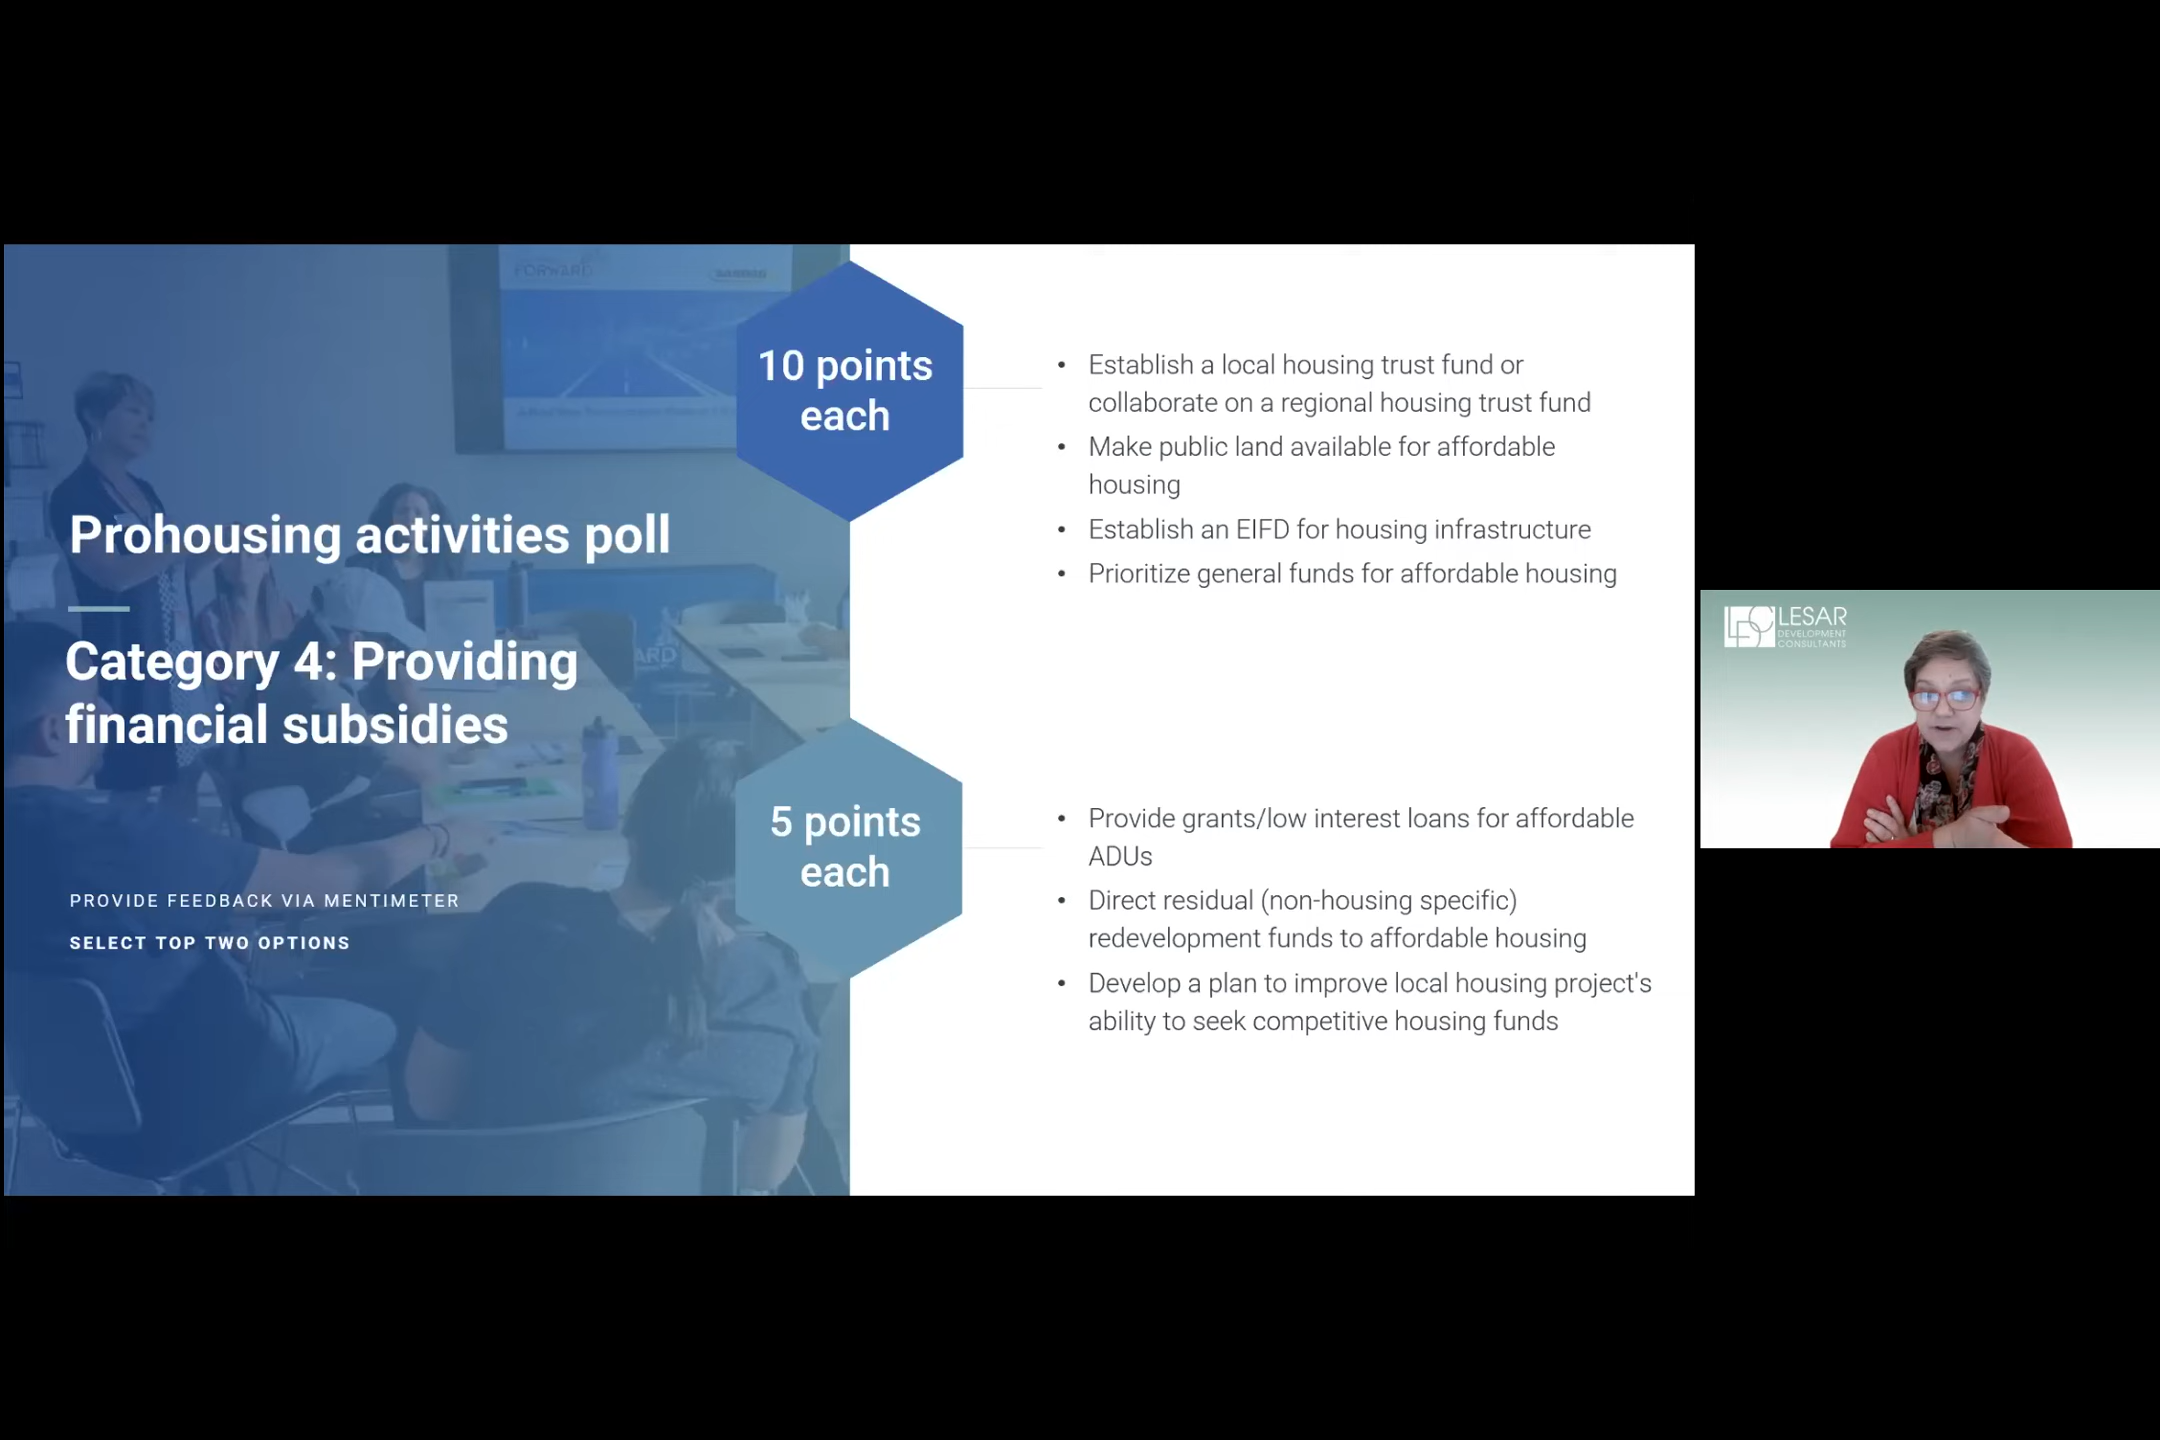 FORWARD
SANDAG
10 points
each
• Establish a local housing trust fund or
collaborate on a regional housing trust fund
• Make public land available for affordable
housing
• Establish an EIFD for housing infrastructure
• Prioritize general funds for affordable housing
Prohousing activities poll
Category 4: Providing
financial subsidies
PROVIDE FEEDBACK VIA MENTIMETER
SELECT TOP TWO OPTIONS
5 points
each
• Provide grants/low interest loans for affordable
ADUs
• Direct residual (non-housing specific)
redevelopment funds to affordable housing
• Develop a plan to improve local housing project's
ability to seek competitive housing funds
LDC
LESAR
DEVELOPMENT
CONSULTANTS